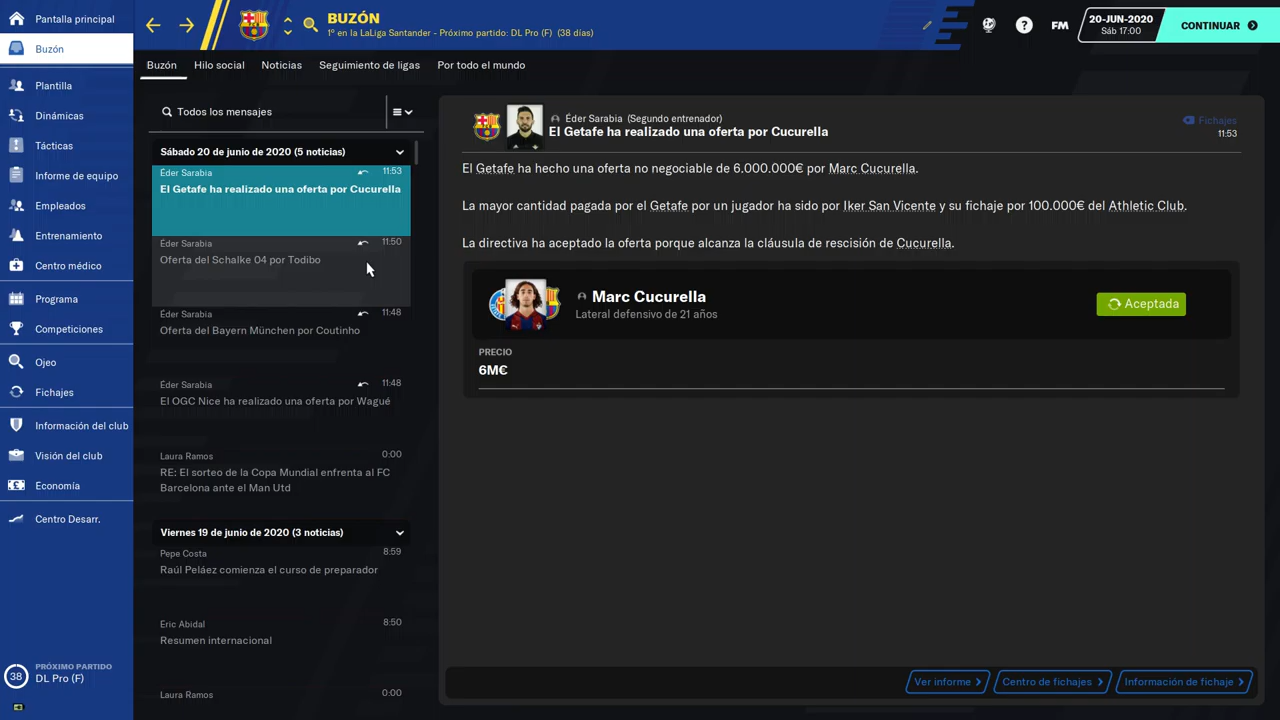 Pantalla principal
Buzón
Plantilla
Dinámicas
Tácticas
Informe de equipo
Empleados
Entrenamiento
Centro médico
Programa
Competiciones
Ojeo
Fichajes
Información del club
Visión del club
Economía
Centro Desarr.
38
PRÓXIMO PARTIDO
DL Pro (F)
BUZÓN
1º en la LaLiga Santander - Próximo partido: DL Pro (F) (38 días)
FM
20-JUN-2020
Sáb 17:00
CONTINUAR
Buzón Hilo social Noticias Seguimiento de ligas Por todo el mundo
Todos los mensajes
Sábado 20 de junio de 2020 (5 noticias)
Éder Sarabia 11:53
El Getafe ha realizado una oferta por Cucurella
Éder Sarabia 11:50
Oferta del Schalke 04 por Todibo
Éder Sarabia 11:48
Oferta del Bayern München por Coutinho
Éder Sarabia 11:48
El OGC Nice ha realizado una oferta por Wagué
Laura Ramos 0:00
RE: El sorteo de la Copa Mundial enfrenta al FC
Barcelona ante el Man Utd
Viernes 19 de junio de 2020 (3 noticias)
Pepe Costa 8:59
Raúl Peláez comienza el curso de preparador
Eric Abidal 8:50
Resumen internacional
Laura Ramos 0:00
Éder Sarabia (Segundo entrenador)
El Getafe ha realizado una oferta por Cucurella
Fichajes
11:53
El Getafe ha hecho una oferta no negociable de 6.000.000€ por Marc Cucurella.
La mayor cantidad pagada por el Getafe por un jugador ha sido por Iker San Vicente y su fichaje por 100.000€ del Athletic Club.
La directiva ha aceptado la oferta porque alcanza la cláusula de rescisión de Cucurella.
Marc Cucurella
Lateral defensivo de 21 años
Aceptada
PRECIO
6M€
Ver informe Centro de fichajes Información de fichaje